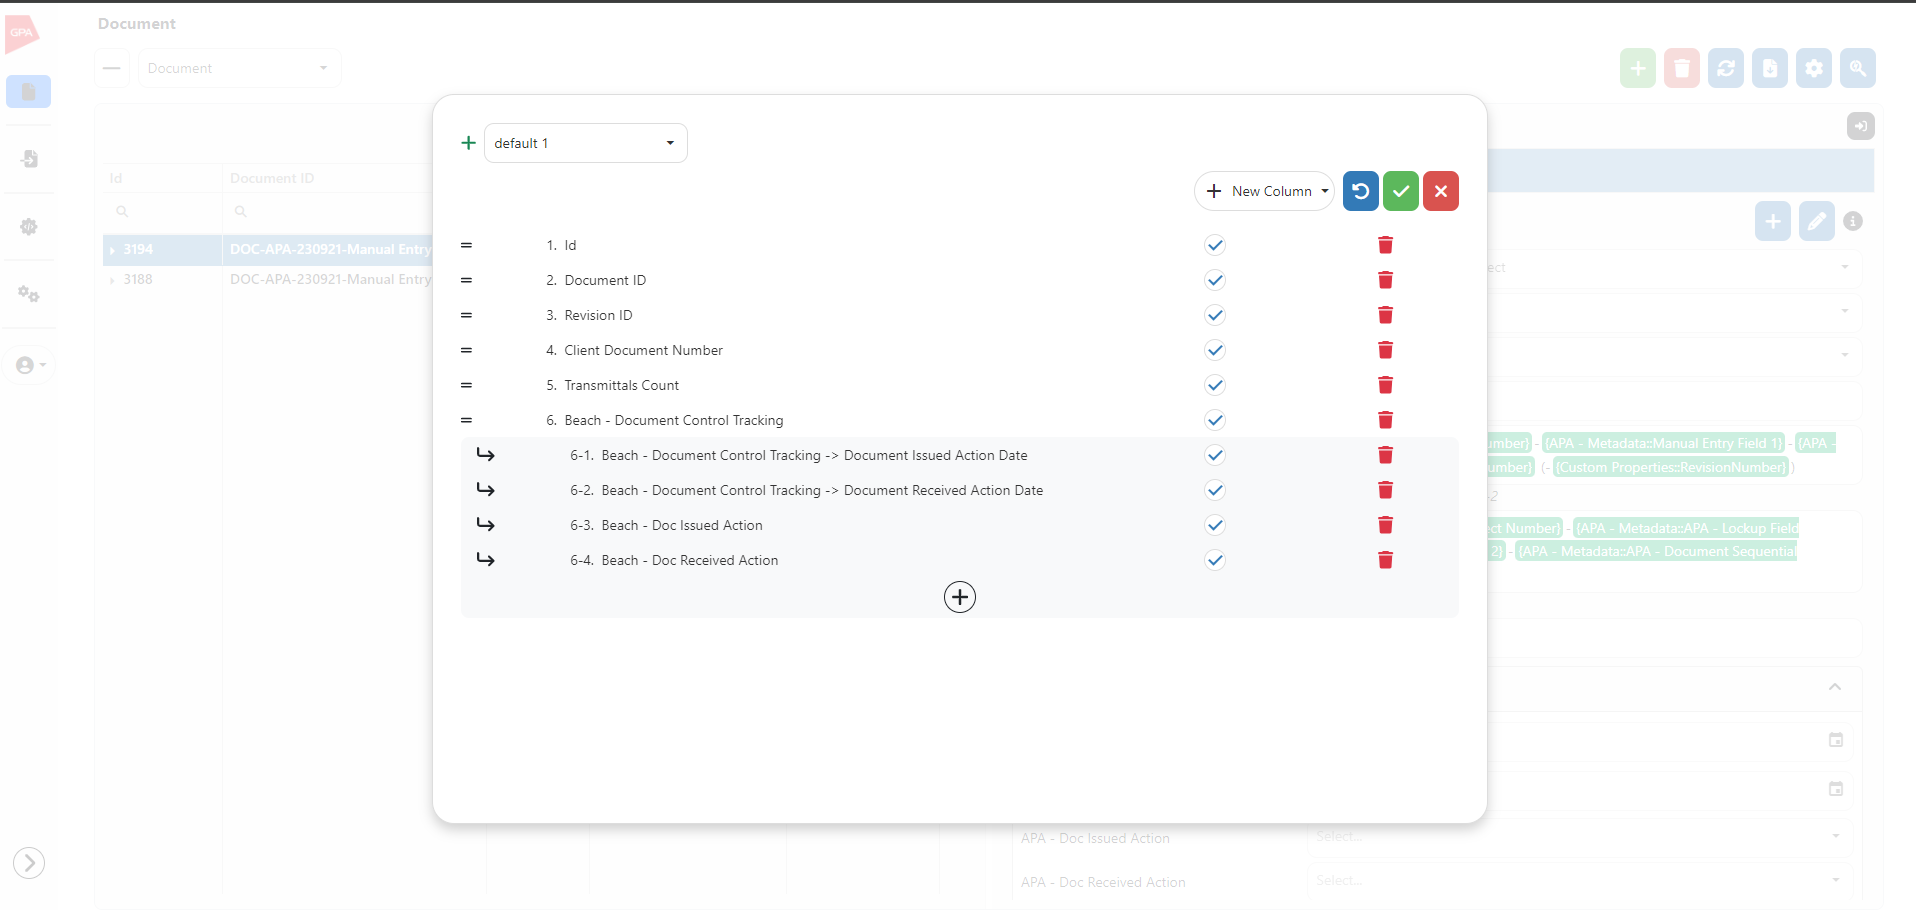 GPA
Document
Document
Id
Document ID
3194
DOC-APA-230921-Manual Entry
3188
DOC-APA-230921-Manual Entry
default 1
New Column
1. Id
2. Document ID
3. Revision ID
4. Client Document Number
5. Transmittals Count
6. Beach - Document Control Tracking
6-1. Beach - Document Control Tracking -> Document Issued Action Date
6-2. Beach - Document Control Tracking -> Document Received Action Date
6-3. Beach - Doc Issued Action
6-4. Beach - Doc Received Action
ect
umber} - {APA - Metadata::Manual Entry Field 1} - {APA -
umber} (- {Custom Properties::RevisionNumber} )
-2
ect Number} - {APA - Metadata::APA - Lockup Field
2} - {APA - Metadata::APA - Document Sequential
APA - Doc Issued Action
Select...
APA - Doc Received Action
Select...